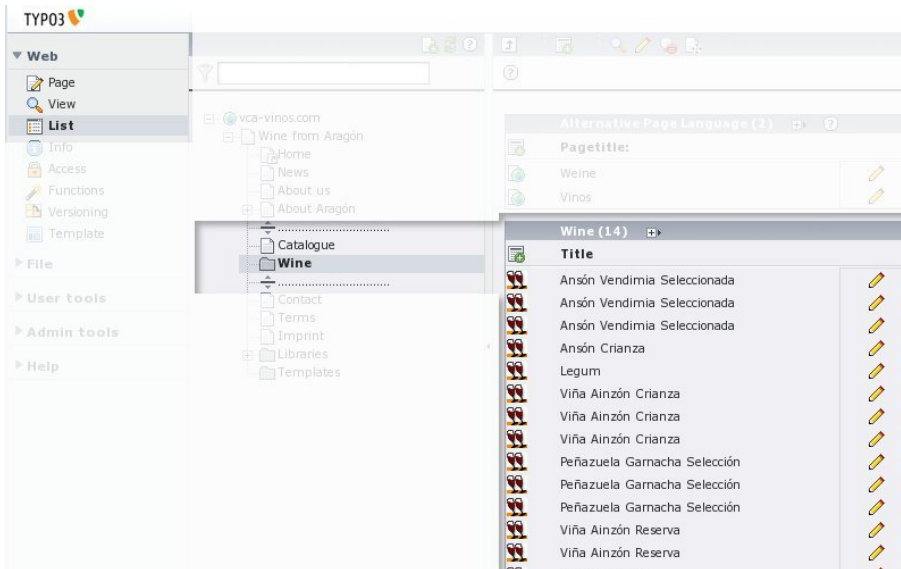 TYPO3
Web
Page
View
List
Info
Access
Functions
Versioning
Template
File
User tools
Admin tools
Help
vca-vinos.com
Wine from Aragón
Home
News
About us
About Aragón
................................
Catalogue
Wine
................................
Contact
Terms
Imprint
Libraries
Templates
Alternative Page Language (2)
Pagetitle:
Weine
Vinos
Wine (14)
Title
Ansón Vendimia Seleccionada
Ansón Vendimia Seleccionada
Ansón Vendimia Seleccionada
Ansón Crianza
Legum
Viña Ainzón Crianza
Viña Ainzón Crianza
Viña Ainzón Crianza
Peñazuela Garnacha Selección
Peñazuela Garnacha Selección
Peñazuela Garnacha Selección
Viña Ainzón Reserva
Viña Ainzón Reserva